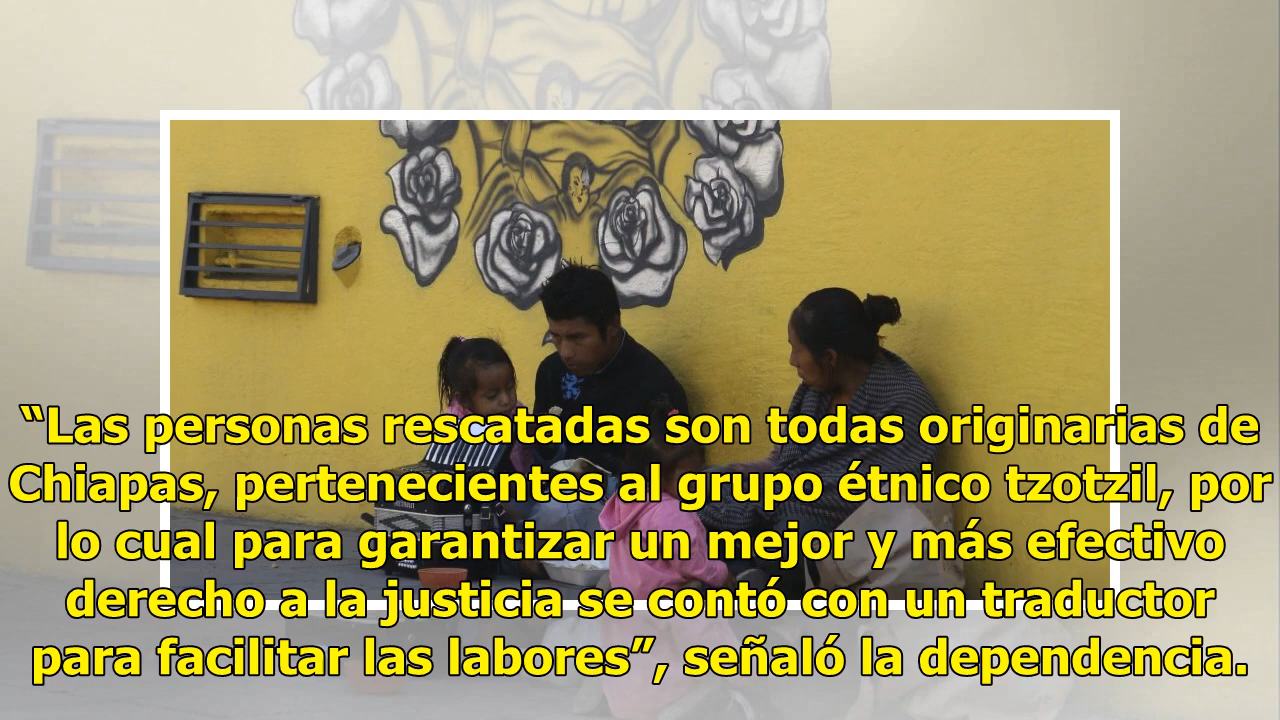 “Las personas rescatadas son todas originarias de
Chiapas, pertenecientes al grupo étnico tzotzil, por
lo cual para garantizar un mejor y más efectivo
derecho a la justicia se contó con un traductor
para facilitar las labores”, señaló la dependencia.